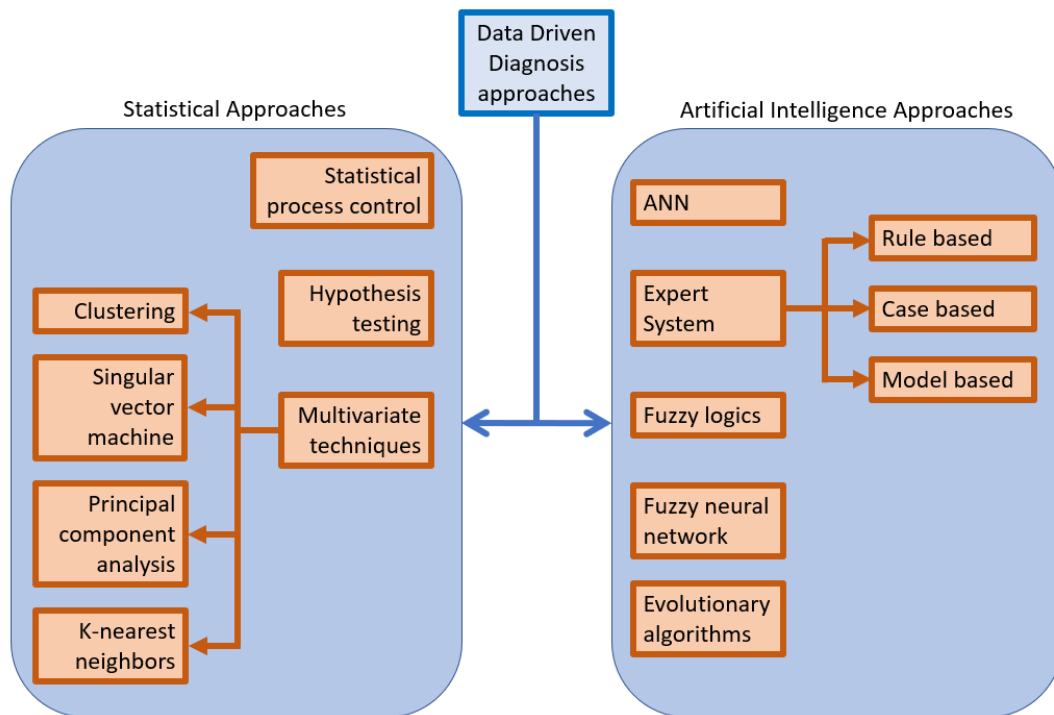 Data Driven
Diagnosis
approaches
Statistical Approaches
Statistical
process control
Hypothesis
testing
Multivariate
techniques
Clustering
Singular
vector
machine
Principal
component
analysis
K-nearest
neighbors
Artificial Intelligence Approaches
ANN
Expert
System
Rule based
Case based
Model based
Fuzzy logics
Fuzzy neural
network
Evolutionary
algorithms